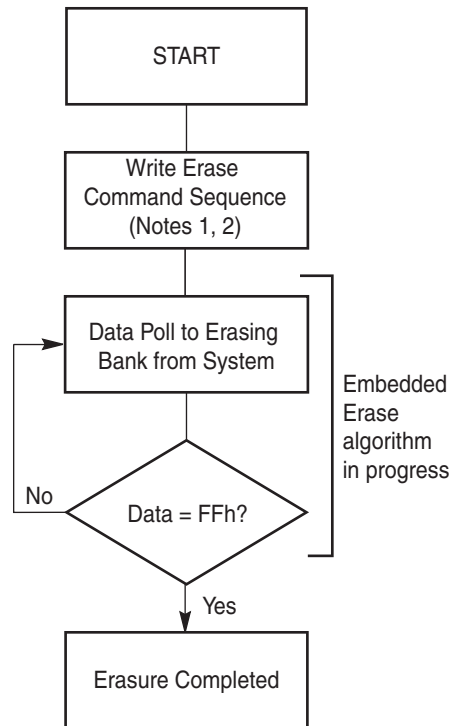 START
Write Erase
Command Sequence
(Notes 1, 2)
Data Poll to Erasing
Bank from System
Embedded
Erase
algorithm
in progress
No
Data = FFh?
Yes
Erasure Completed